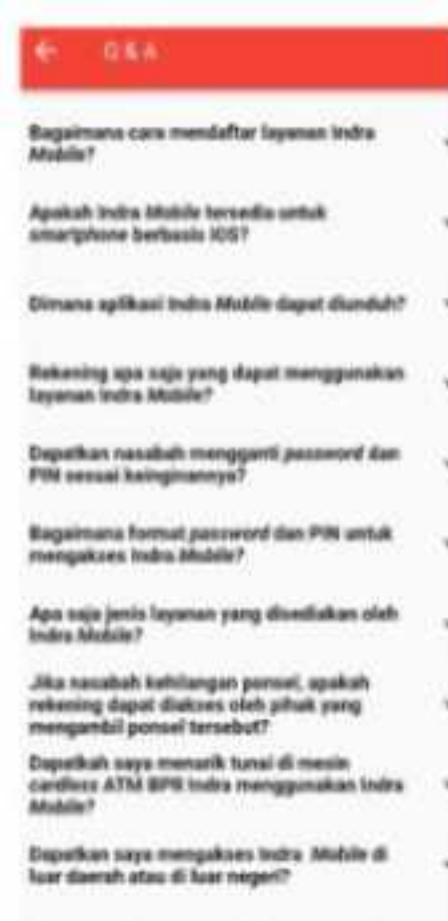 Q & A
Bagaimana cara mendaftar layanan Indra
Mobile?
Apakah Indra Mobile tersedia untuk
smartphone berbasis iOS?
Dimana aplikasi Indra Mobile dapat diunduh?
Rekening apa saja yang dapat menggunakan
layanan Indra Mobile?
Dapatkan nasabah mengganti password dan
PIN sesuai keinginannya?
Bagaimana format password dan PIN untuk
mengakses Indra Mobile?
Apa saja jenis layanan yang disediakan oleh
Indra Mobile?
Jika nasabah kehilangan ponsel, apakah
rekening dapat diakses oleh pihak yang
mengambil ponsel tersebut?
Dapatkah saya menarik tunai di mesin
cardless ATM BPR Indra menggunakan Indra
Mobile?
Dapatkan saya mengakses Indra Mobile di
luar daerah atau di luar negeri?